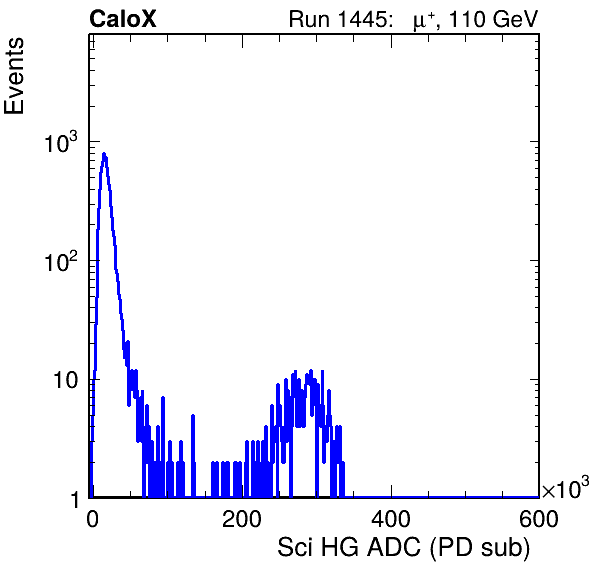 CaloX Run 1445: μ⁺, 110 GeV
Events
10³
10²
10
1
0 200 400 600
×10³
Sci HG ADC (PD sub)